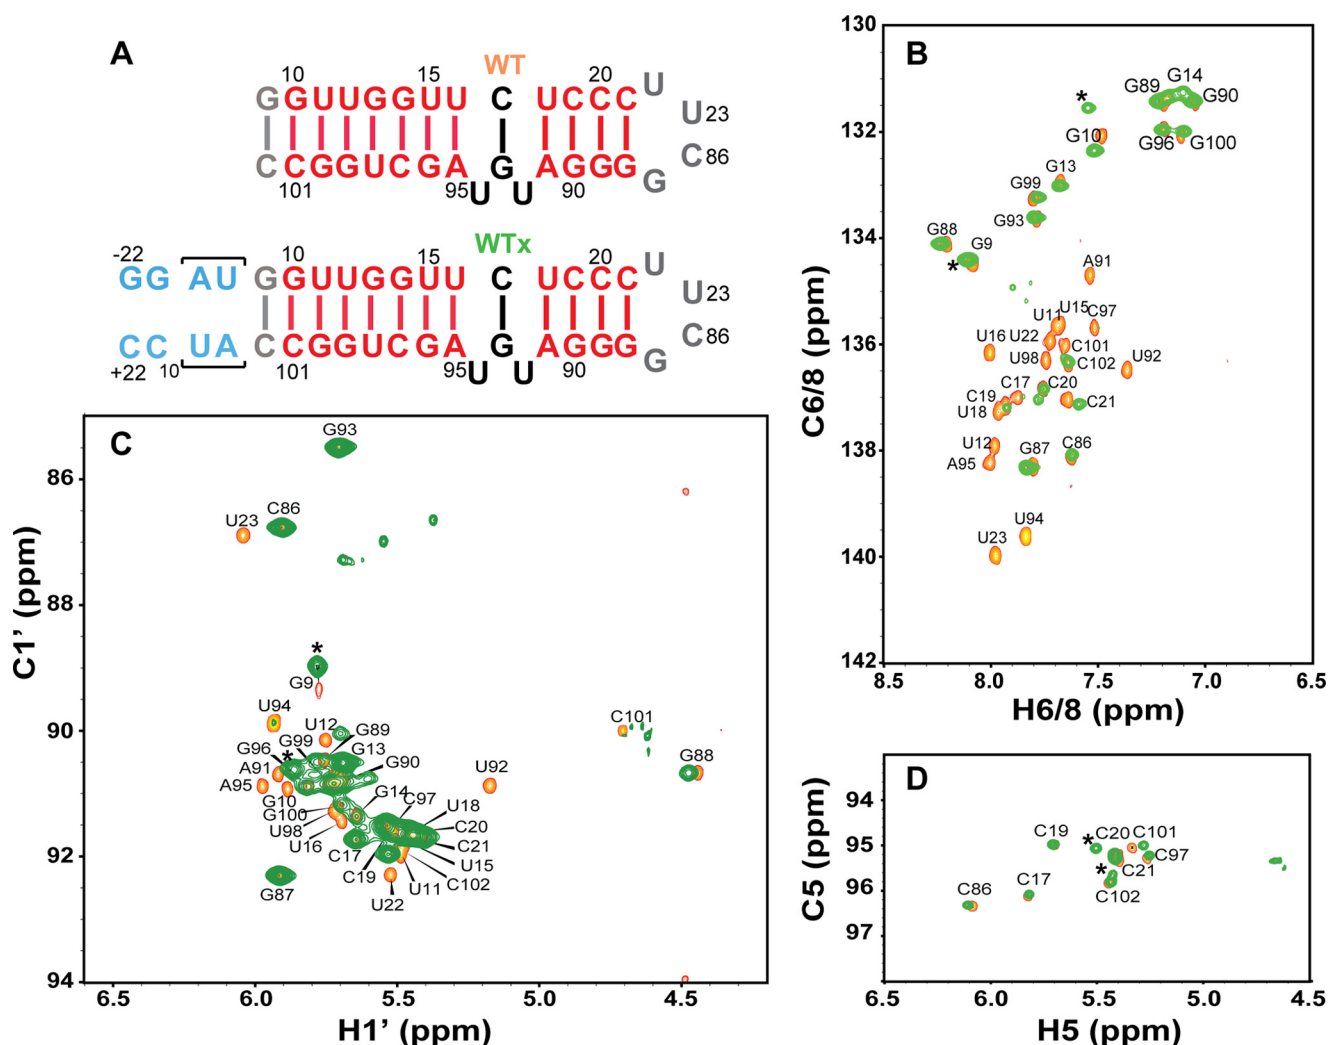 A
WT
10 15 20
G G U U G G U U C U C C C U
U 23
C 86
C C G G U C G A G A G G G G
101 95 U U 90
WTx
-22 10 15 20
G G A U G G U U G G U U C U C C C U
U 23
C 86
C C U A C C G G U C G A G A G G G G
+22 10 101 95 U U 90
B
130
132
134
136
138
140
142
C6/8 (ppm)
8.5 8.0 7.5 7.0 6.5
H6/8 (ppm)
G14
G89 G90
*
G10 G96 G100
G13
G99
G93
G88 G9
*
A91
U11 U15 C97
U16 U22 C101
U98 C102 U92
C19 C17 C20
U18 C21
U12
A95 G87 C86
U94
U23
C
86
88
90
92
94
C1' (ppm)
6.5 6.0 5.5 5.0 4.5
H1' (ppm)
G93
U23 C86
*
G9
U94 C101
U12 G89
G96 * G99 G13
A91 G90 G88
A95 U92
G10 G14 C97
G100 U18
U98 C20
U16 C21
C17 U15
C19 C102
G87 U11
U22
D
94
95
96
97
C5 (ppm)
6.5 6.0 5.5 5.0 4.5
H5 (ppm)
C19 * C20 C101
C97
C86 C17 * C21
C102